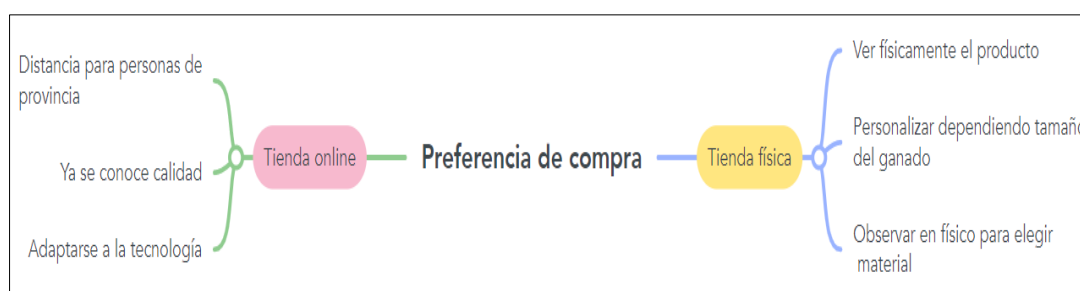 Distancia para personas de
provincia
Ya se conoce calidad
Adaptarse a la tecnología
Tienda online
Preferencia de compra
Tienda física
Ver físicamente el producto
Personalizar dependiendo tamaño
del ganado
Observar en físico para elegir
material